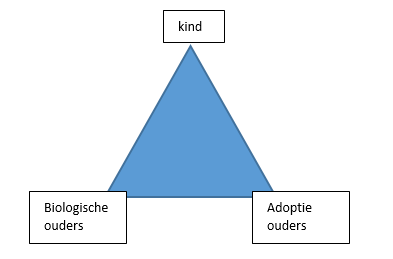 kind
Biologische
ouders
Adoptie
ouders